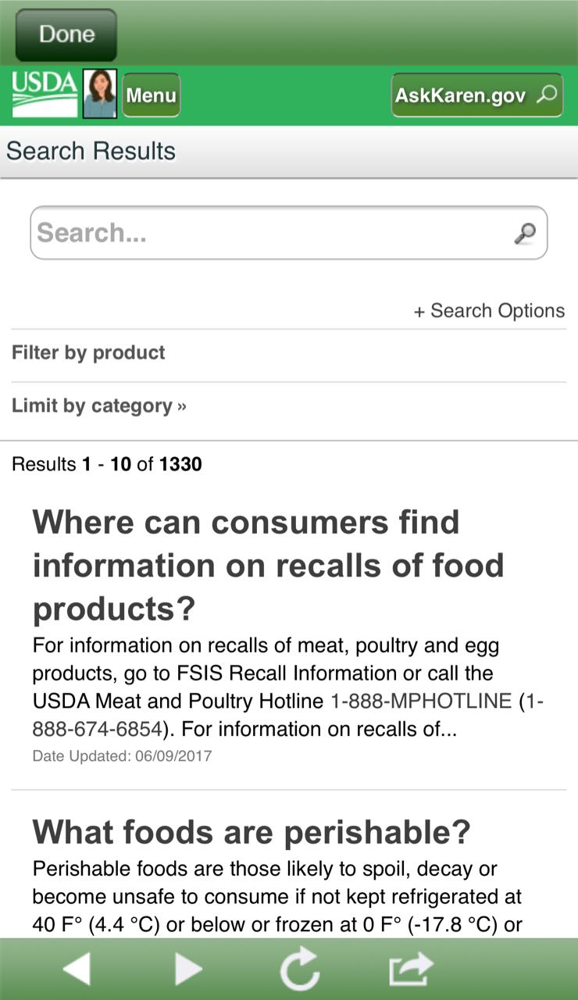 Done
USDA
Menu
AskKaren.gov
Search Results
Search...
+ Search Options
Filter by product
Limit by category »
Results 1 - 10 of 1330
Where can consumers find
information on recalls of food
products?
For information on recalls of meat, poultry and egg
products, go to FSIS Recall Information or call the
USDA Meat and Poultry Hotline 1-888-MPHOTLINE (1-
888-674-6854). For information on recalls of...
Date Updated: 06/09/2017
What foods are perishable?
Perishable foods are those likely to spoil, decay or
become unsafe to consume if not kept refrigerated at
40 F° (4.4 °C) or below or frozen at 0 F° (-17.8 °C) or